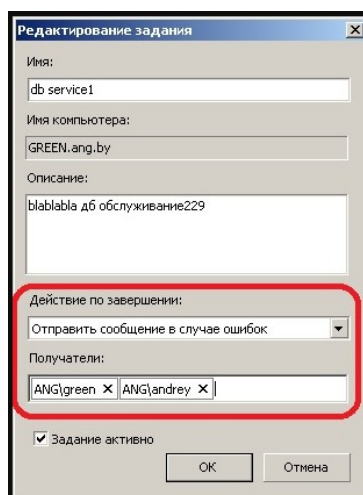 Редактирование задания
Имя:
db service1
Имя компьютера:
GREEN.ang.by
Описание:
blablabla дб обслуживание229
Действие по завершении:
Отправить сообщение в случае ошибок
Получатели:
ANG\green ANG\andrey
Задание активно
OK Отмена